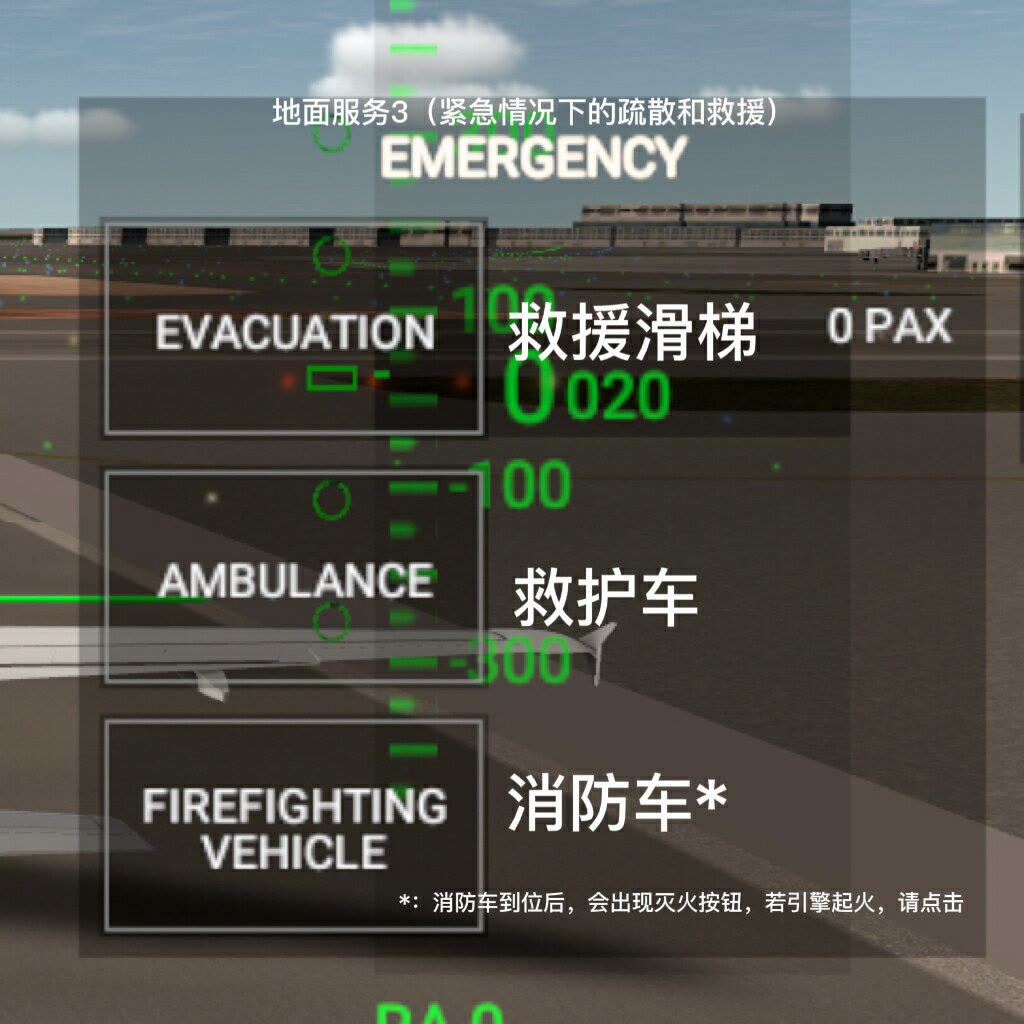 地面服务3（紧急情况下的疏散和救援）
200
EMERGENCY
100
EVACUATION
救援滑梯
0 PAX
0 020
-100
AMBULANCE
救护车
-300
FIREFIGHTING
VEHICLE
消防车*
*：消防车到位后，会出现灭火按钮，若引擎起火，请点击
RA 0